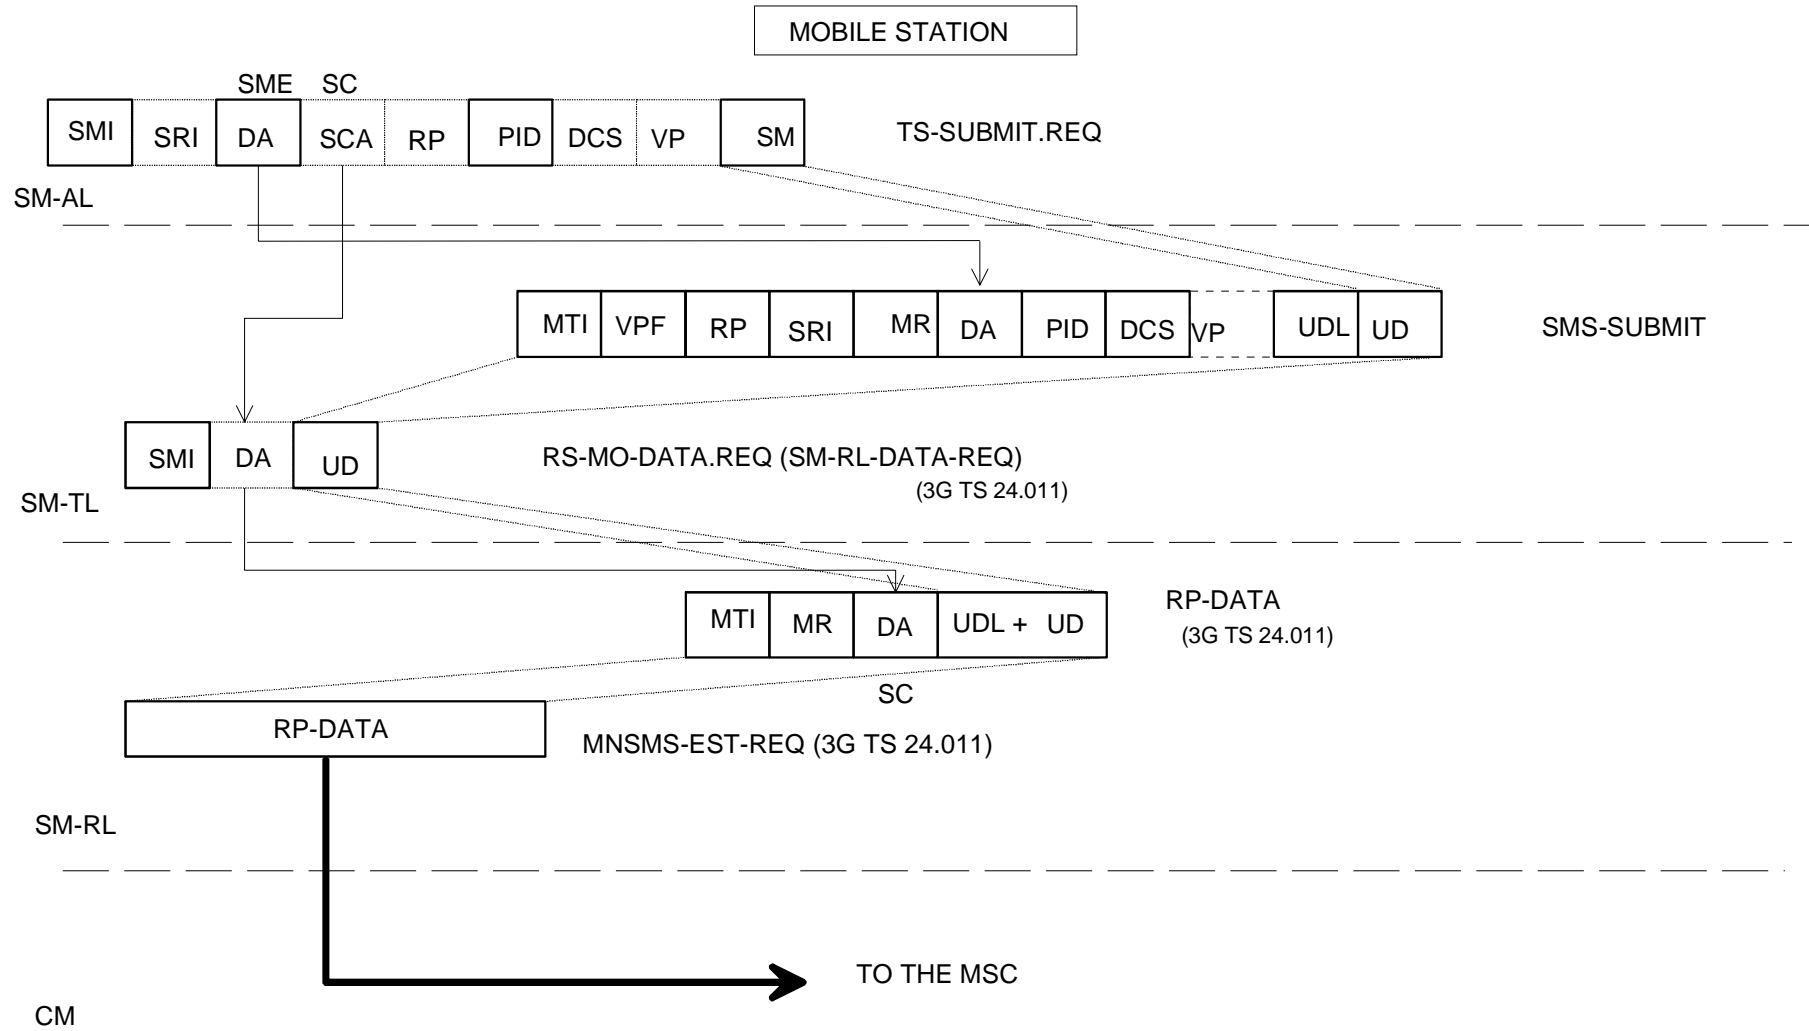 MOBILE STATION
SME SC
SMI SRI DA SCA RP PID DCS VP SM TS-SUBMIT.REQ
SM-AL
MTI VPF RP SRI MR DA PID DCS VP UDL UD SMS-SUBMIT
SMI DA UD RS-MO-DATA.REQ (SM-RL-DATA-REQ)
(3G TS 24.011)
SM-TL
MTI MR DA UDL + UD RP-DATA
(3G TS 24.011)
SC
RP-DATA MNSMS-EST-REQ (3G TS 24.011)
SM-RL
TO THE MSC
CM